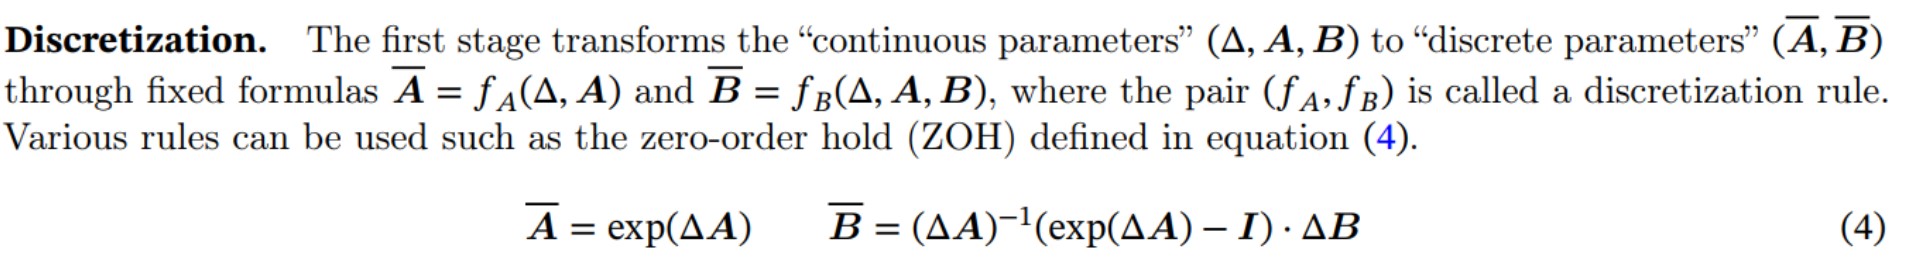 Discretization. The first stage transforms the “continuous parameters” (Δ, A, B) to “discrete parameters” (A̅, B̅)
through fixed formulas A̅ = f_A(Δ, A) and B̅ = f_B(Δ, A, B), where the pair (f_A, f_B) is called a discretization rule.
Various rules can be used such as the zero-order hold (ZOH) defined in equation (4).
A̅ = exp(ΔA) B̅ = (ΔA)⁻¹(exp(ΔA) − I) · ΔB (4)